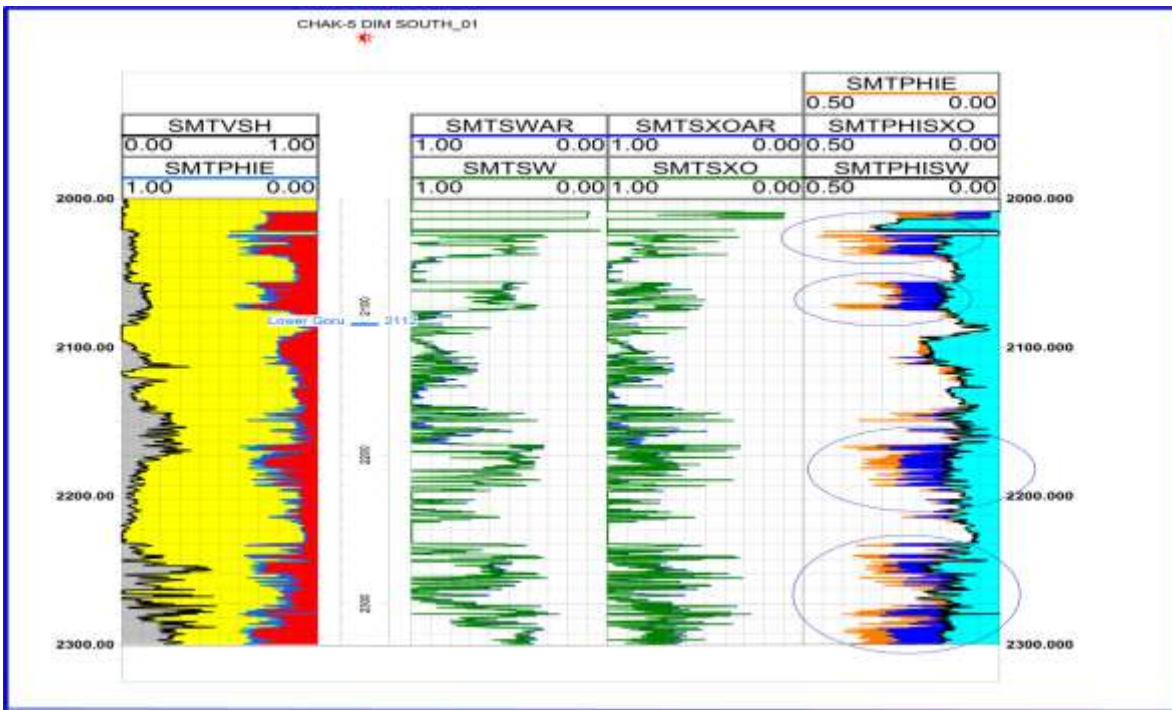 CHAK-5 DIM SOUTH_01
SMTPHIE
0.50 0.00
SMTVSH SMTSWAR SMTSXOAR SMTPHISXO
0.00 1.00 1.00 0.00 1.00 0.00 0.50 0.00
SMTPHIE SMTSW SMTSXO SMTPHISW
1.00 0.00 1.00 0.00 1.00 0.00 0.50 0.00
2000.00 2000.000
2100
Lower Goru
2100.00 2100.000
2200
2200.00 2200.000
2300
2300.00 2300.000